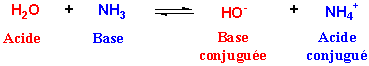 H₂O + NH₃ ⇌ HO⁻ + NH₄⁺
Acide Base Base conjuguée Acide conjugué